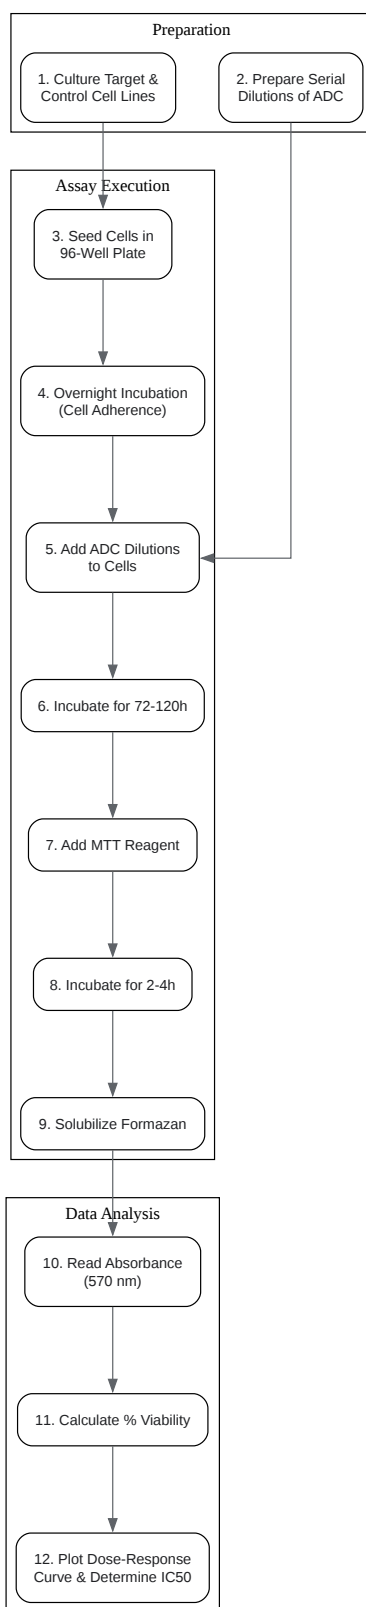 Preparation
1. Culture Target &
Control Cell Lines
2. Prepare Serial
Dilutions of ADC
Assay Execution
3. Seed Cells in
96-Well Plate
4. Overnight Incubation
(Cell Adherence)
5. Add ADC Dilutions
to Cells
6. Incubate for 72-120h
7. Add MTT Reagent
8. Incubate for 2-4h
9. Solubilize Formazan
Data Analysis
10. Read Absorbance
(570 nm)
11. Calculate % Viability
12. Plot Dose-Response
Curve & Determine IC50